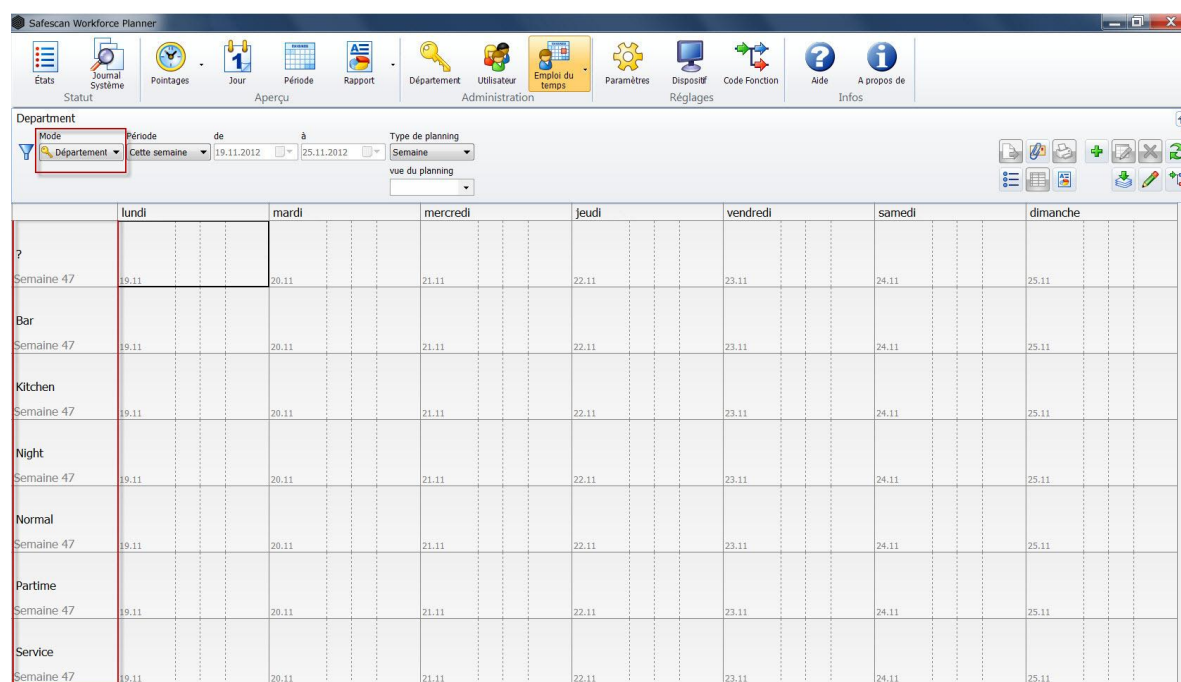 Safescan Workforce Planner
États
Journal
Système
Pointages
Jour
Période
Rapport
Département
Utilisateur
Emploi du
temps
Paramètres
Dispositif
Code Fonction
Aide
A propos de
Statut
Aperçu
Administration
Réglages
Infos
Department
Mode Période de à Type de planning
Département Cette semaine 19.11.2012 25.11.2012 Semaine
vue du planning
lundi mardi mercredi jeudi vendredi samedi dimanche
?
Semaine 47 19.11 20.11 21.11 22.11 23.11 24.11 25.11
Bar
Semaine 47 19.11 20.11 21.11 22.11 23.11 24.11 25.11
Kitchen
Semaine 47 19.11 20.11 21.11 22.11 23.11 24.11 25.11
Night
Semaine 47 19.11 20.11 21.11 22.11 23.11 24.11 25.11
Normal
Semaine 47 19.11 20.11 21.11 22.11 23.11 24.11 25.11
Partime
Semaine 47 19.11 20.11 21.11 22.11 23.11 24.11 25.11
Service
Semaine 47 19.11 20.11 21.11 22.11 23.11 24.11 25.11